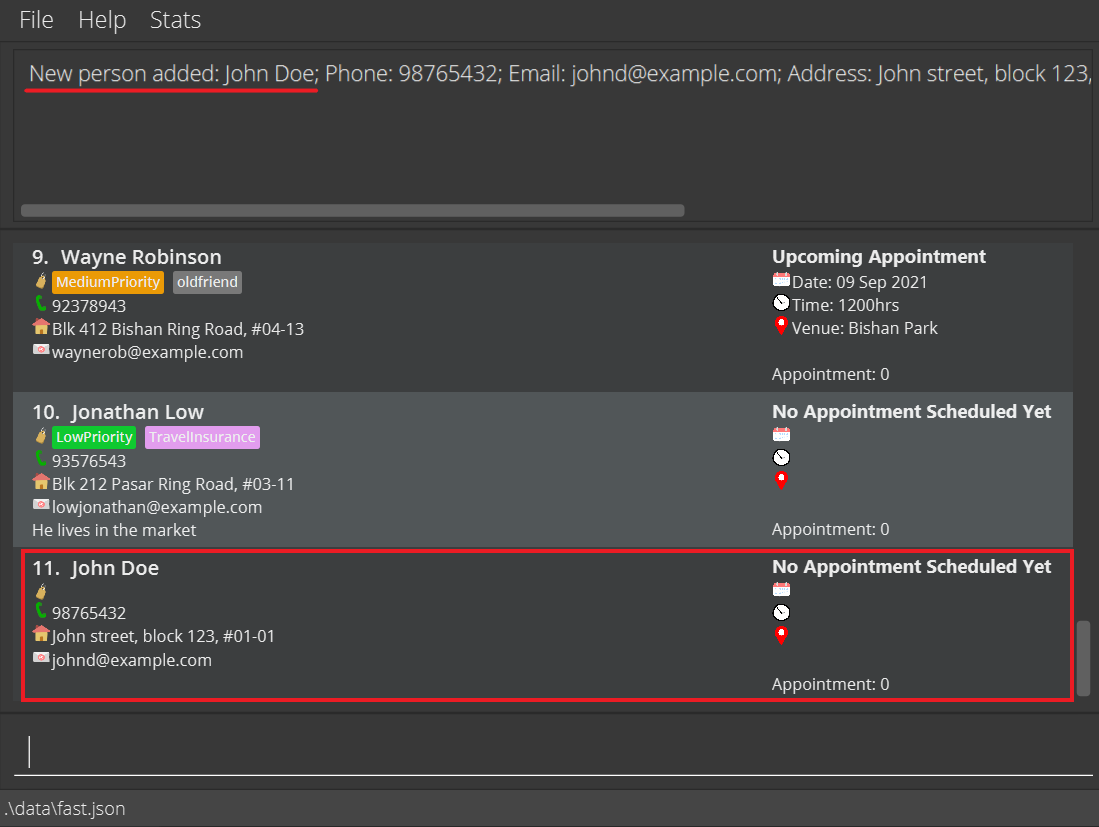 File Help Stats
New person added: John Doe; Phone: 98765432; Email: johnd@example.com; Address: John street, block 123,
9. Wayne Robinson
MediumPriority oldfriend
92378943
Blk 412 Bishan Ring Road, #04-13
waynerob@example.com
Upcoming Appointment
Date: 09 Sep 2021
Time: 1200hrs
Venue: Bishan Park
Appointment: 0
10. Jonathan Low
LowPriority TravelInsurance
93576543
Blk 212 Pasar Ring Road, #03-11
lowjonathan@example.com
He lives in the market
No Appointment Scheduled Yet
Appointment: 0
11. John Doe
98765432
John street, block 123, #01-01
johnd@example.com
No Appointment Scheduled Yet
Appointment: 0
.\data\fast.json